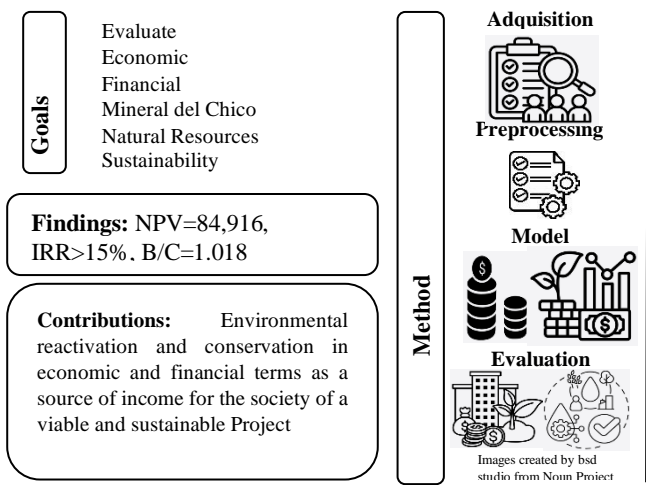 Goals
Evaluate
Economic
Financial
Mineral del Chico
Natural Resources
Sustainability
Findings: NPV=84,916,
IRR>15%, B/C=1.018
Contributions: Environmental
reactivation and conservation in
economic and financial terms as a
source of income for the society of a
viable and sustainable Project
Method
Adquisition
Preprocessing
Model
Evaluation
Images created by bsd
studio from Noun Project